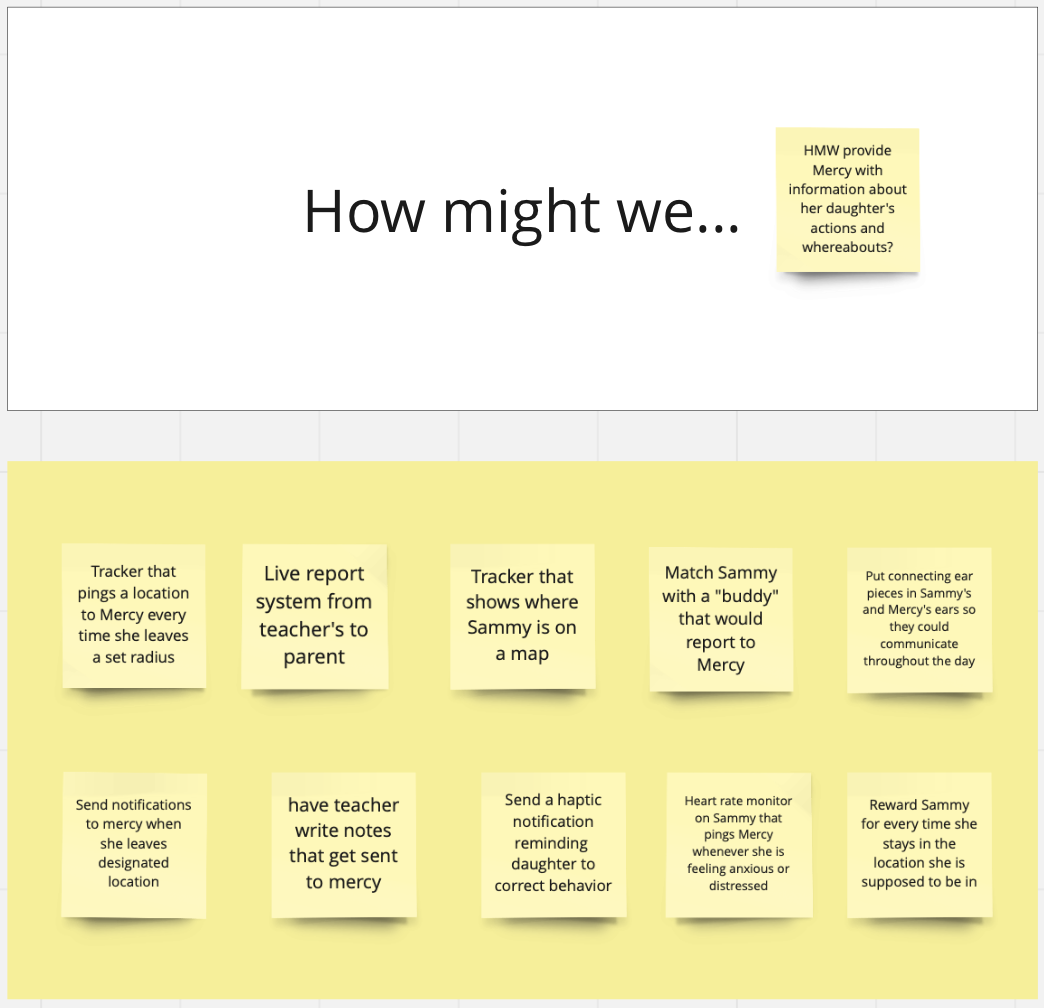 How might we...
HMW provide
Mercy with
information about
her daughter's
actions and
whereabouts?
Tracker that
pings a location
to Mercy every
time she leaves
a set radius
Live report
system from
teacher's to
parent
Tracker that
shows where
Sammy is on
a map
Match Sammy
with a "buddy"
that would
report to
Mercy
Put connecting ear
pieces in Sammy's
and Mercy's ears so
they could
communicate
throughout the day
Send notifications
to mercy when
she leaves
designated
location
have teacher
write notes
that get sent
to mercy
Send a haptic
notification
reminding
daughter to
correct behavior
Heart rate monitor
on Sammy that
pings Mercy
whenever she is
feeling anxious or
distressed
Reward Sammy
for every time she
stays in the
location she is
supposed to be in